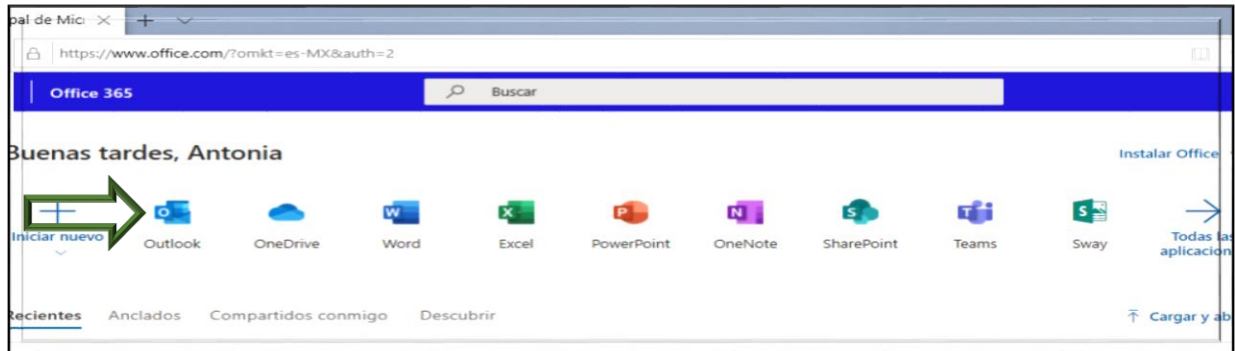 pal de Mic
https://www.office.com/?omkt=es-MX&auth=2
Office 365
Buscar
Buenas tardes, Antonia
Instalar Office
Iniciar nuevo
Outlook
OneDrive
Word
Excel
PowerPoint
OneNote
SharePoint
Teams
Sway
Todas las
aplicacion
Recientes Anclados Compartidos conmigo Descubrir
Cargar y ab